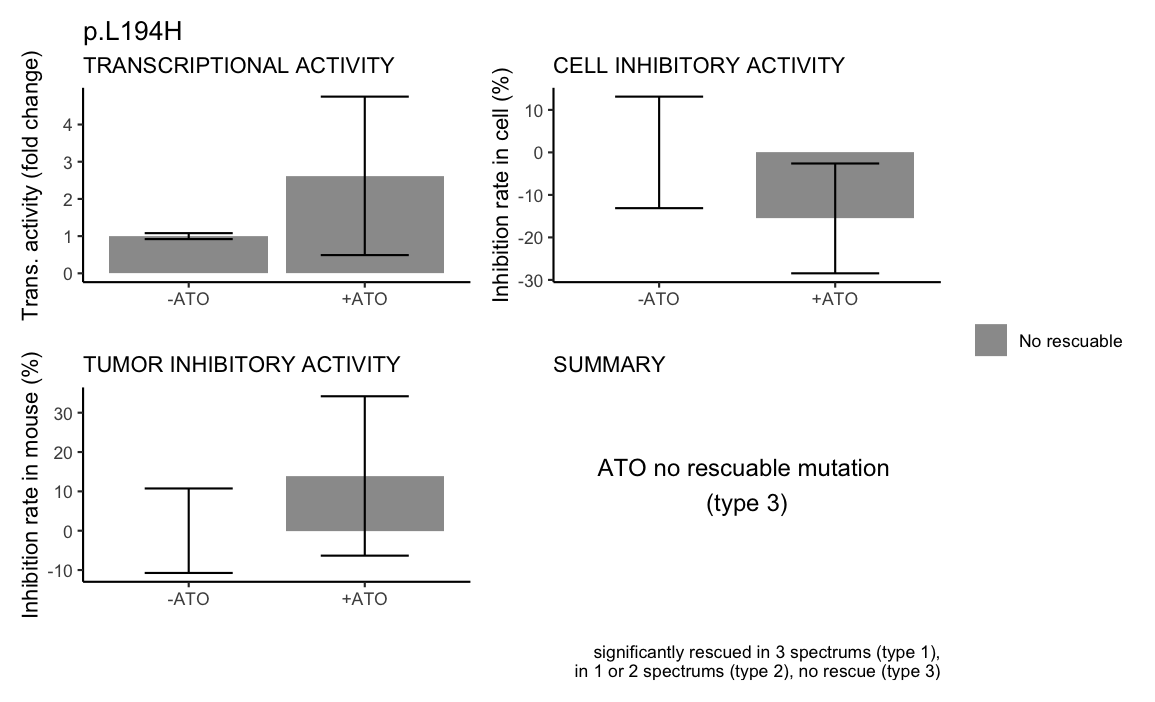 p.L194H
TRANSCRIPTIONAL ACTIVITY
Trans. activity (fold change)
4
3
2
1
0
-ATO
+ATO
CELL INHIBITORY ACTIVITY
Inhibition rate in cell (%)
10
0
-10
-20
-30
-ATO
+ATO
No rescuable
TUMOR INHIBITORY ACTIVITY
Inhibition rate in mouse (%)
30
20
10
0
-10
-ATO
+ATO
SUMMARY
ATO no rescuable mutation
(type 3)
significantly rescued in 3 spectrums (type 1),
in 1 or 2 spectrums (type 2), no rescue (type 3)